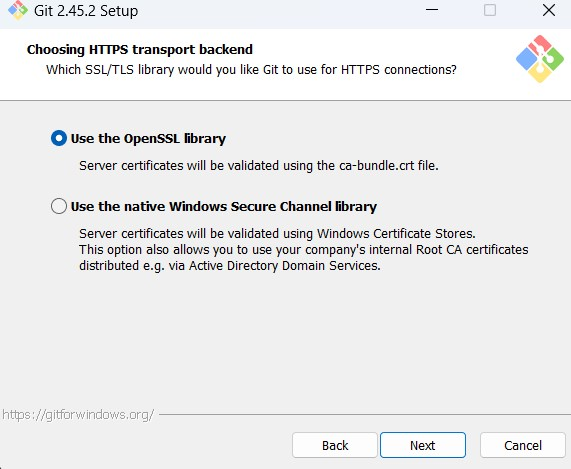 Git 2.45.2 Setup
Choosing HTTPS transport backend
Which SSL/TLS library would you like Git to use for HTTPS connections?
Use the OpenSSL library
Server certificates will be validated using the ca-bundle.crt file.
Use the native Windows Secure Channel library
Server certificates will be validated using Windows Certificate Stores.
This option also allows you to use your company's internal Root CA certificates
distributed e.g. via Active Directory Domain Services.
https://gitforwindows.org/
Back Next Cancel